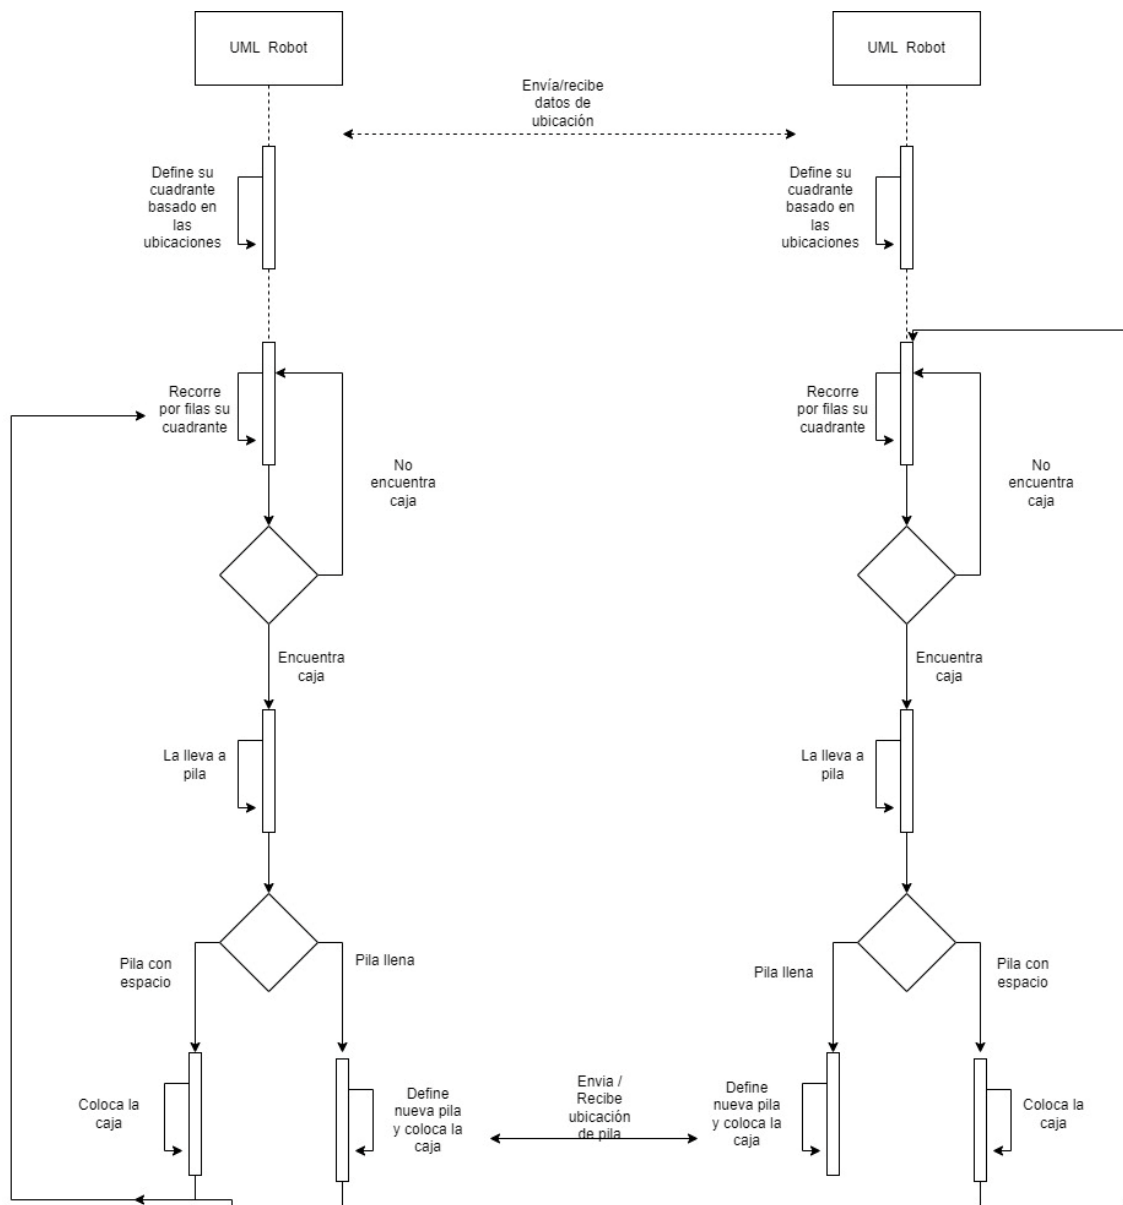 UML Robot
UML Robot
Envía/recibe
datos de
ubicación
Define su
cuadrante
basado en
las
ubicaciones
Define su
cuadrante
basado en
las
ubicaciones
Recorre
por filas su
cuadrante
No
encuentra
caja
Recorre
por filas su
cuadrante
No
encuentra
caja
Encuentra
caja
Encuentra
caja
La lleva a
pila
La lleva a
pila
Pila con
espacio
Pila llena
Pila llena
Pila con
espacio
Coloca la
caja
Define
nueva pila
y coloca la
caja
Envia /
Recibe
ubicación
de pila
Define
nueva pila
y coloca la
caja
Coloca la
caja